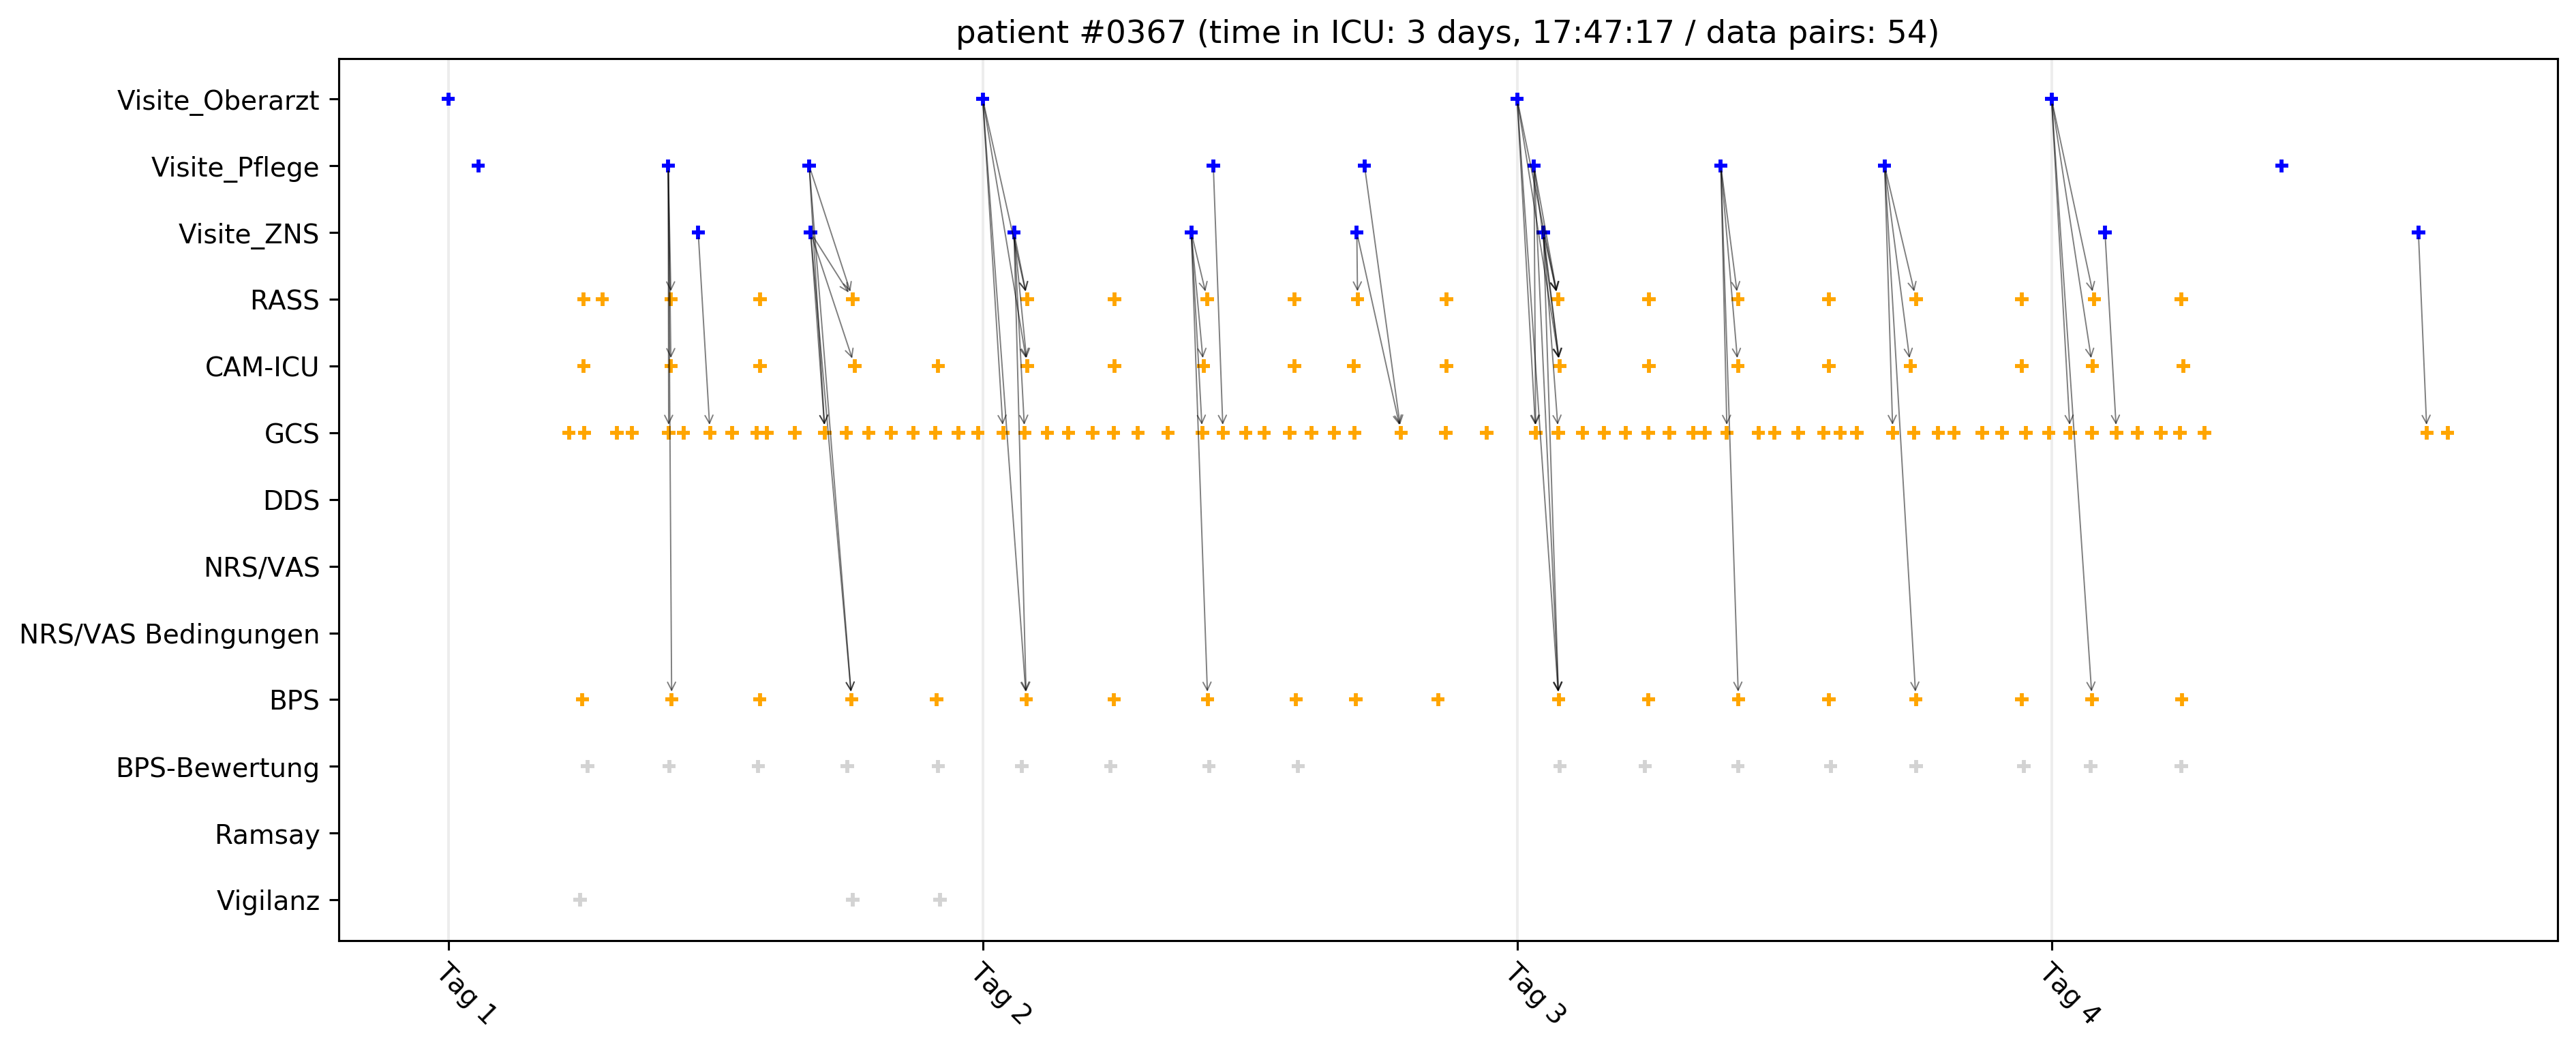 patient #0367 (time in ICU: 3 days, 17:47:17 / data pairs: 54)
Visite_Oberarzt
Visite_Pflege
Visite_ZNS
RASS
CAM-ICU
GCS
DDS
NRS/VAS
NRS/VAS Bedingungen
BPS
BPS-Bewertung
Ramsay
Vigilanz
Tag 1
Tag 2
Tag 3
Tag 4